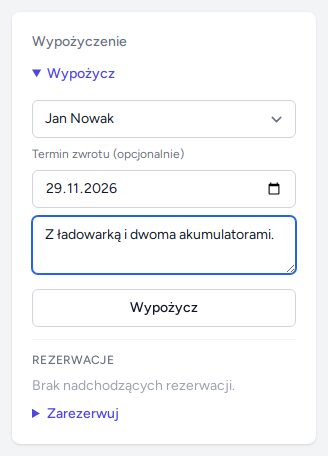 Wypożyczenie
Wypożycz
Jan Nowak
Termin zwrotu (opcjonalnie)
29.11.2026
Z ładowarką i dwoma akumulatorami.
Wypożycz
REZERWACJE
Brak nadchodzących rezerwacji.
Zarezerwuj